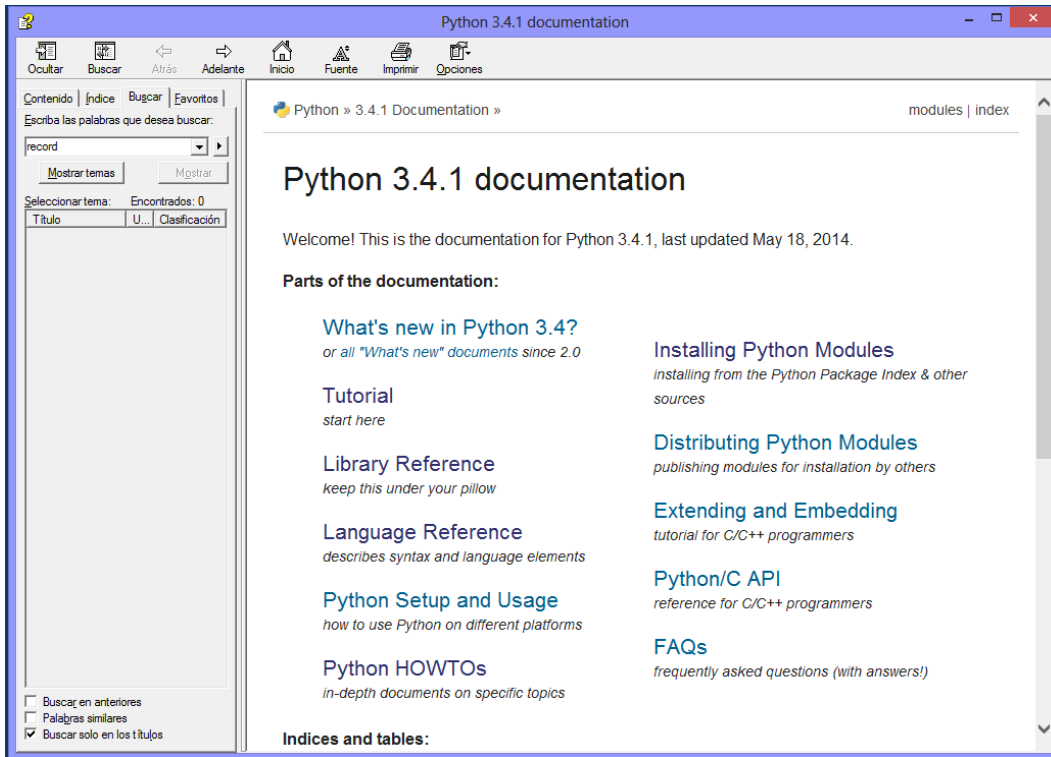 Python 3.4.1 documentation
Ocultar Buscar Atrás Adelante Inicio Fuente Imprimir Opciones
Contenido Índice Buscar Favoritos
Escriba las palabras que desea buscar:
record
Mostrar temas Mostrar
Seleccionar tema: Encontrados: 0
Título U... Clasificación
Buscar en anteriores
Palabras similares
Buscar solo en los títulos
Python » 3.4.1 Documentation » modules | index
Python 3.4.1 documentation
Welcome! This is the documentation for Python 3.4.1, last updated May 18, 2014.
Parts of the documentation:
What's new in Python 3.4?
or all "What's new" documents since 2.0
Tutorial
start here
Library Reference
keep this under your pillow
Language Reference
describes syntax and language elements
Python Setup and Usage
how to use Python on different platforms
Python HOWTOs
in-depth documents on specific topics
Installing Python Modules
installing from the Python Package Index & other
sources
Distributing Python Modules
publishing modules for installation by others
Extending and Embedding
tutorial for C/C++ programmers
Python/C API
reference for C/C++ programmers
FAQs
frequently asked questions (with answers!)
Indices and tables: